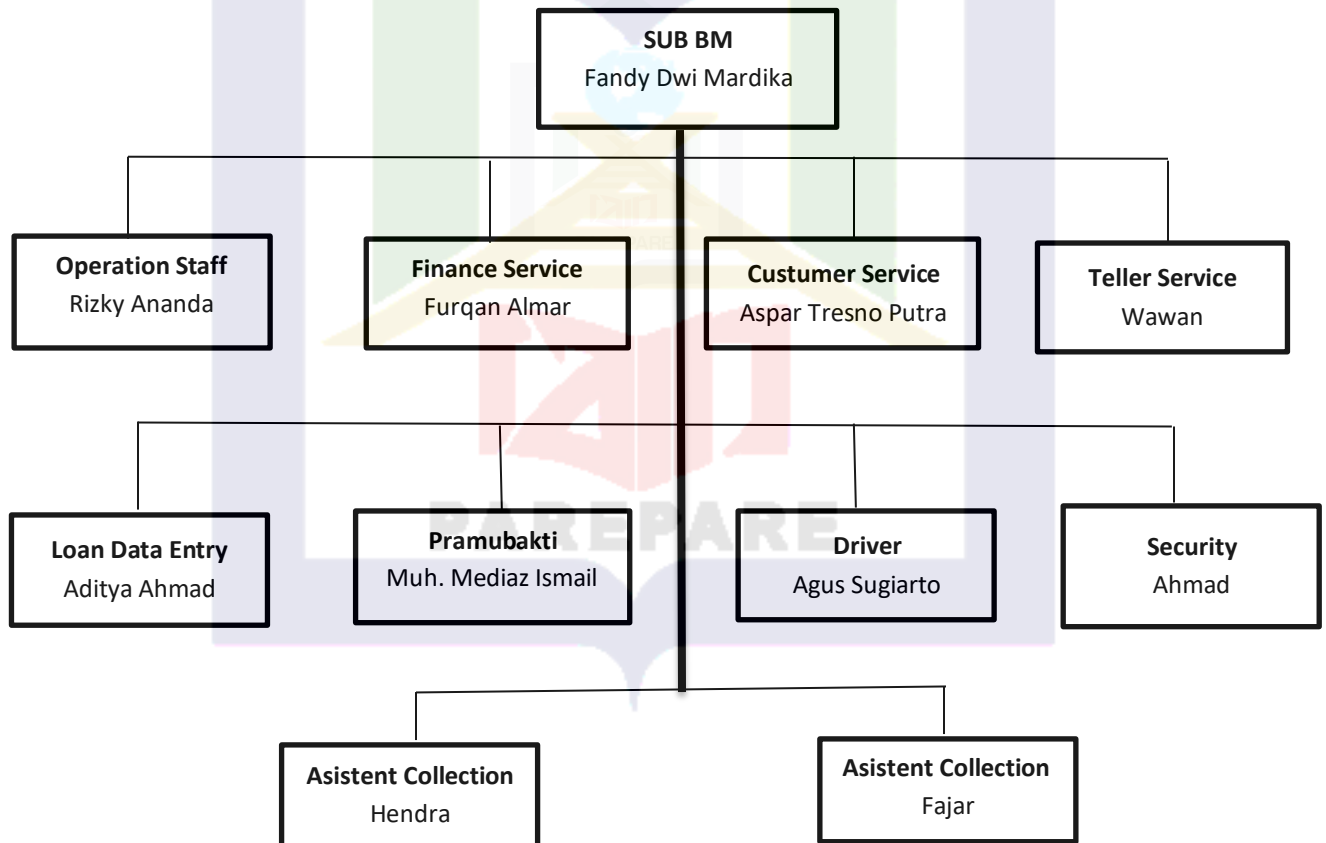 SUB BM
Fandy Dwi Mardika
Operation Staff
Rizky Ananda
Finance Service
Furqan Almar
Custumer Service
Aspar Tresno Putra
Teller Service
Wawan
Loan Data Entry
Aditya Ahmad
Pramubakti
Muh. Mediaz Ismail
Driver
Agus Sugiarto
Security
Ahmad
PAREPARE
Asistent Collection
Hendra
Asistent Collection
Fajar